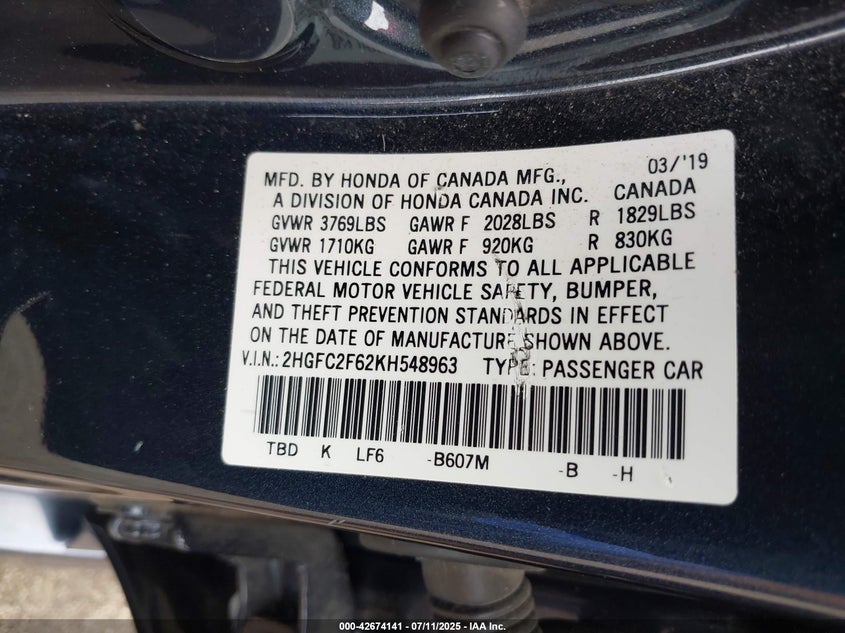 MFD. BY HONDA OF CANADA MFG., 03/'19
A DIVISION OF HONDA CANADA INC. CANADA
GVWR 3769LBS GAWR F 2028LBS R 1829LBS
GVWR 1710KG GAWR F 920KG R 830KG
THIS VEHICLE CONFORMS TO ALL APPLICABLE
FEDERAL MOTOR VEHICLE SAFETY, BUMPER,
AND THEFT PREVENTION STANDARDS IN EFFECT
ON THE DATE OF MANUFACTURE SHOWN ABOVE.
V.I.N.: 2HGFC2F62KH548963 TYPE: PASSENGER CAR
TBD K LF6 -B607M -B -H
000-42674141 - 07/11/2025 - IAA Inc.